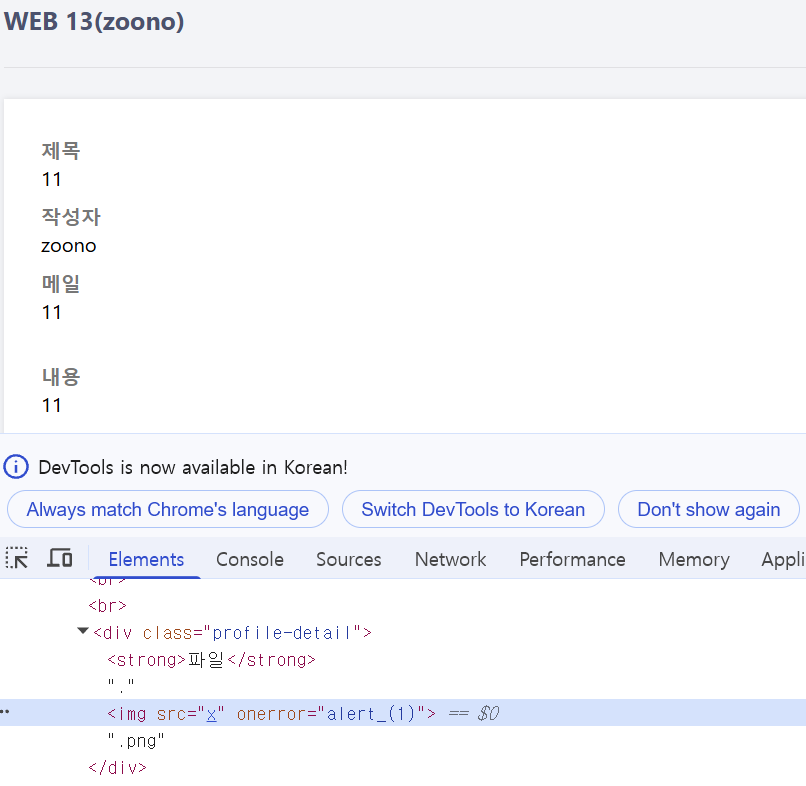 WEB 13(zoono)
제목
11
작성자
zoono
메일
11
내용
11
DevTools is now available in Korean!
Always match Chrome's language Switch DevTools to Korean Don't show again
Elements Console Sources Network Performance Memory Appli
<br>
<br>
<div class="profile-detail">
<strong>파일</strong>
"."
<img src="x" onerror="alert_(1)"> == $0
".png"
</div>